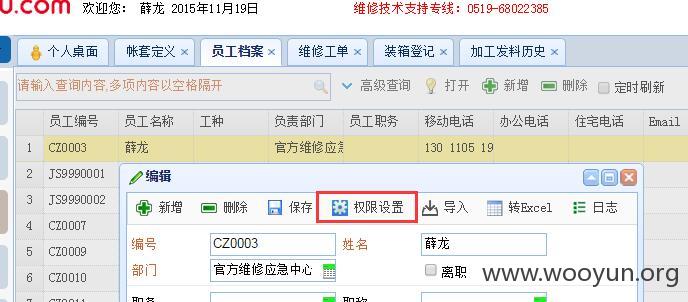 u.com 欢迎您： 薛龙 2015年11月19日 维修技术支持专线：0519-68022385
个人桌面 帐套定义 员工档案 维修工单 装箱登记 加工发料历史
请输入查询内容,多项内容以空格隔开 高级查询 打开 新增 删除 定时刷新
员工编号 员工名称 工种 负责部门 员工职务 移动电话 办公电话 住宅电话 Email
1 CZ0003 薛龙 官方维修应急 130 1105 19
2 JS9990001
3 JS9990002
4 CZ0007
5 CZ0009
6 CZ0010
编辑
新增 删除 保存 权限设置 导入 转Excel 日志
编号 CZ0003 姓名 薛龙
部门 官方维修应急中心 离职
职务 职称
www.wooyun.org